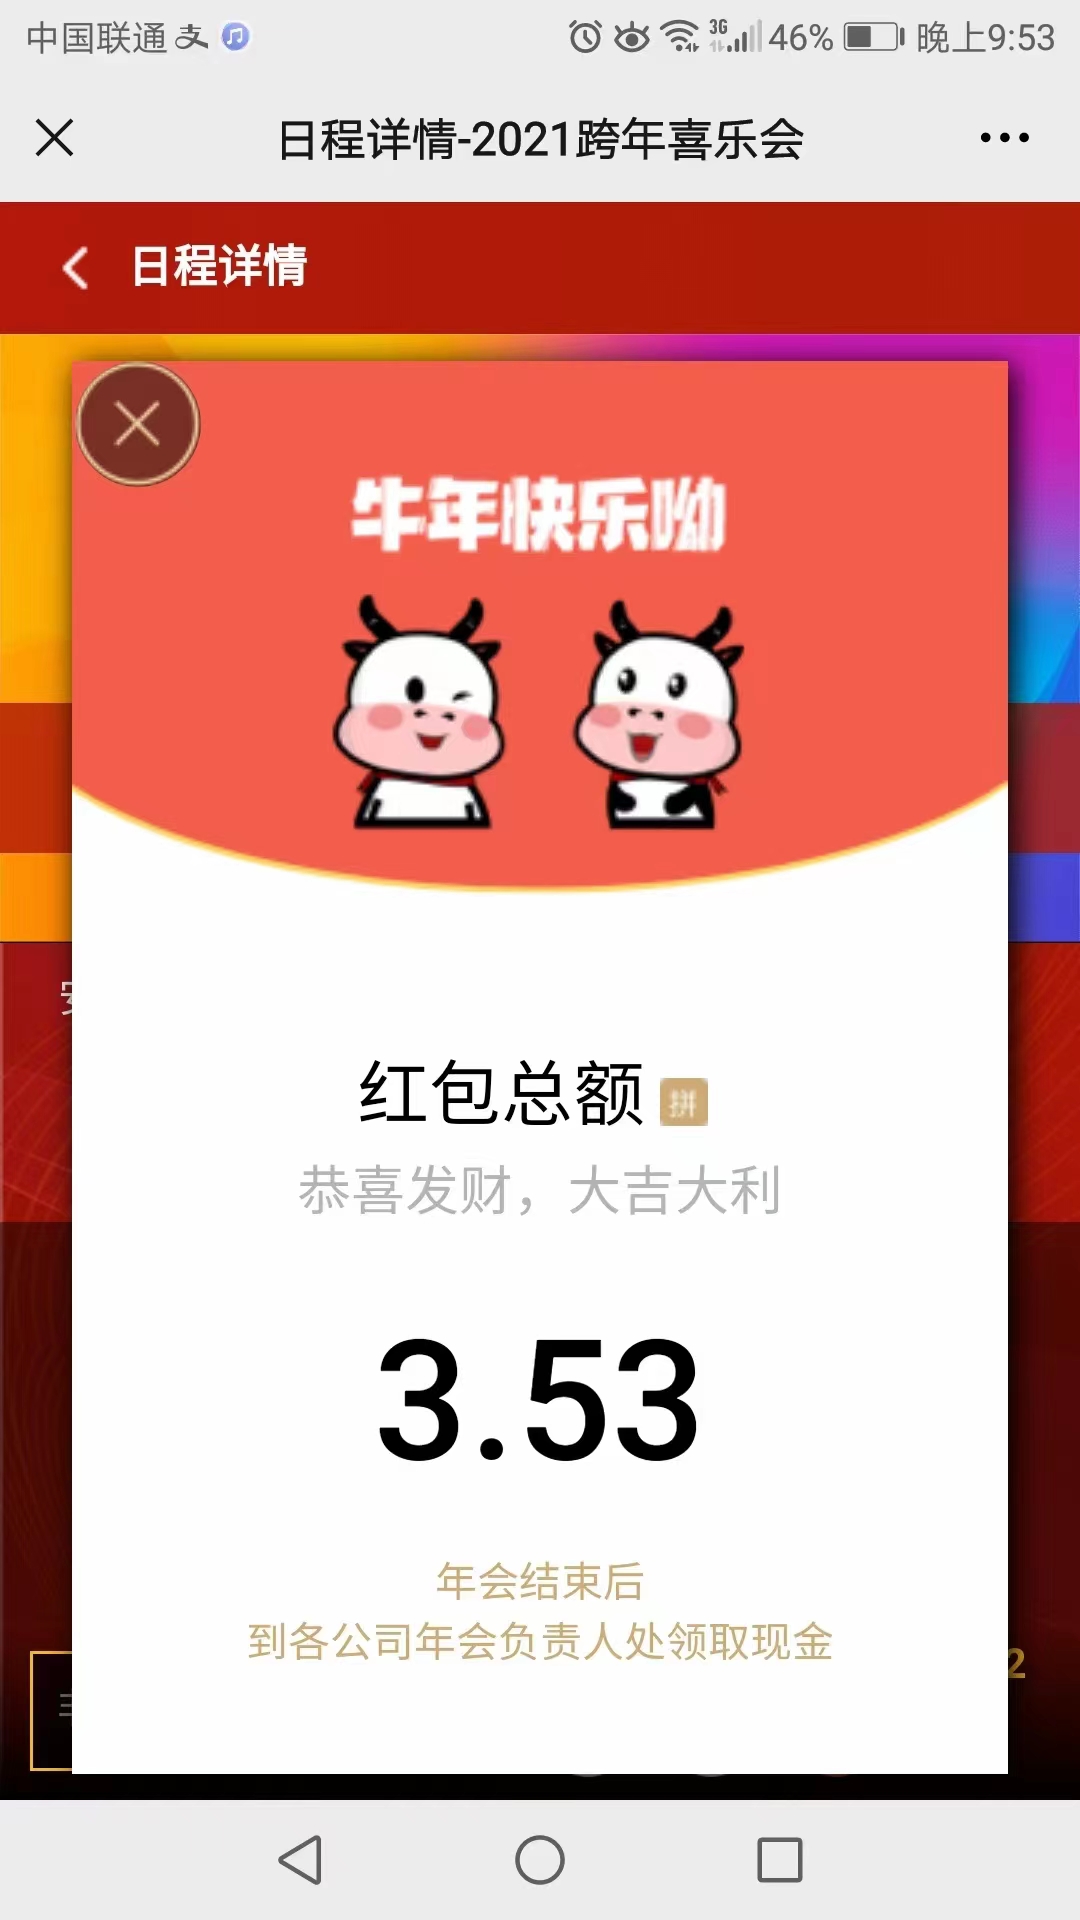 中国联通 3G 46% 晚上9:53
日程详情-2021跨年喜乐会
日程详情
牛年快乐呦
红包总额 拼
恭喜发财，大吉大利
3.53
年会结束后
到各公司年会负责人处领取现金
2